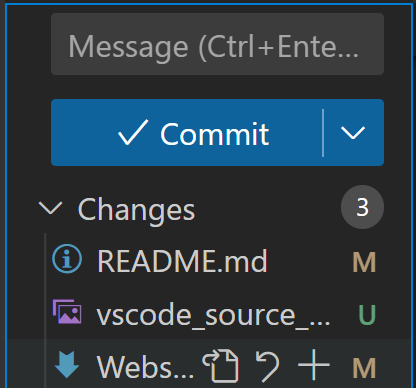 Message (Ctrl+Ente...
Commit
Changes 3
README.md M
vscode_source_... U
Webs... M